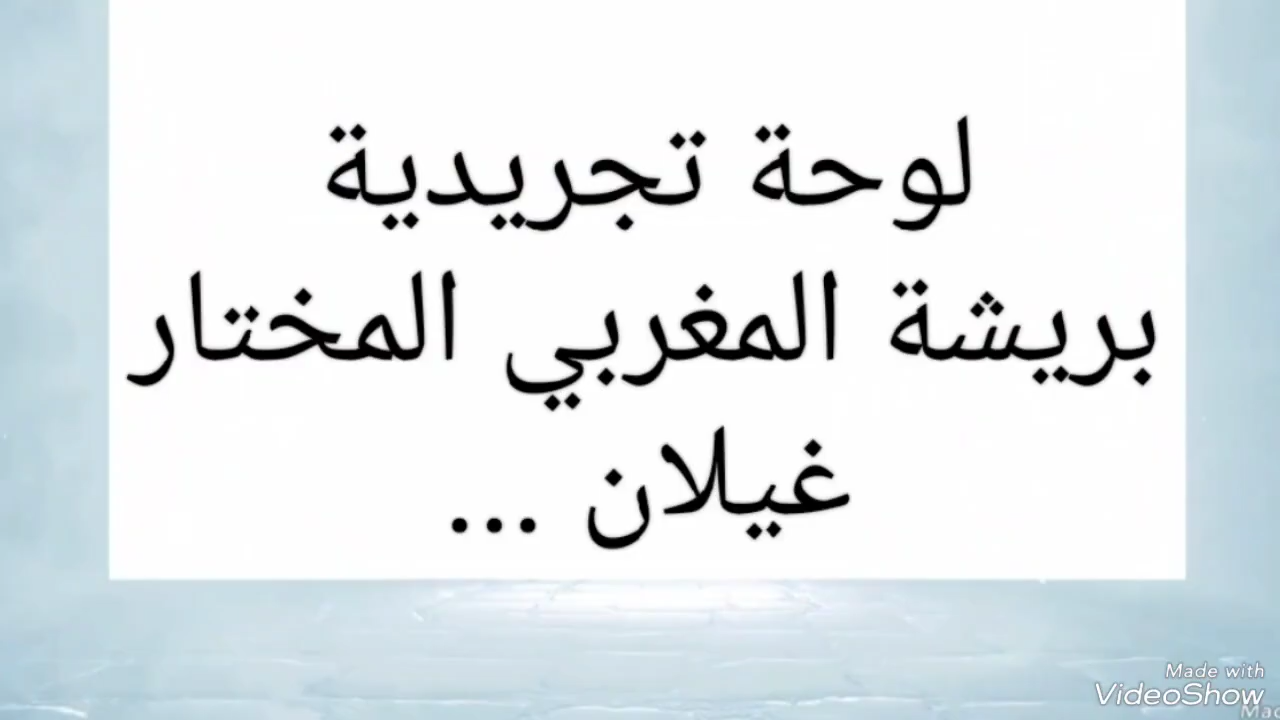 لوحة تجريدية
بريشة المغربي المختار
غيلان ...
Made with
VideoShow